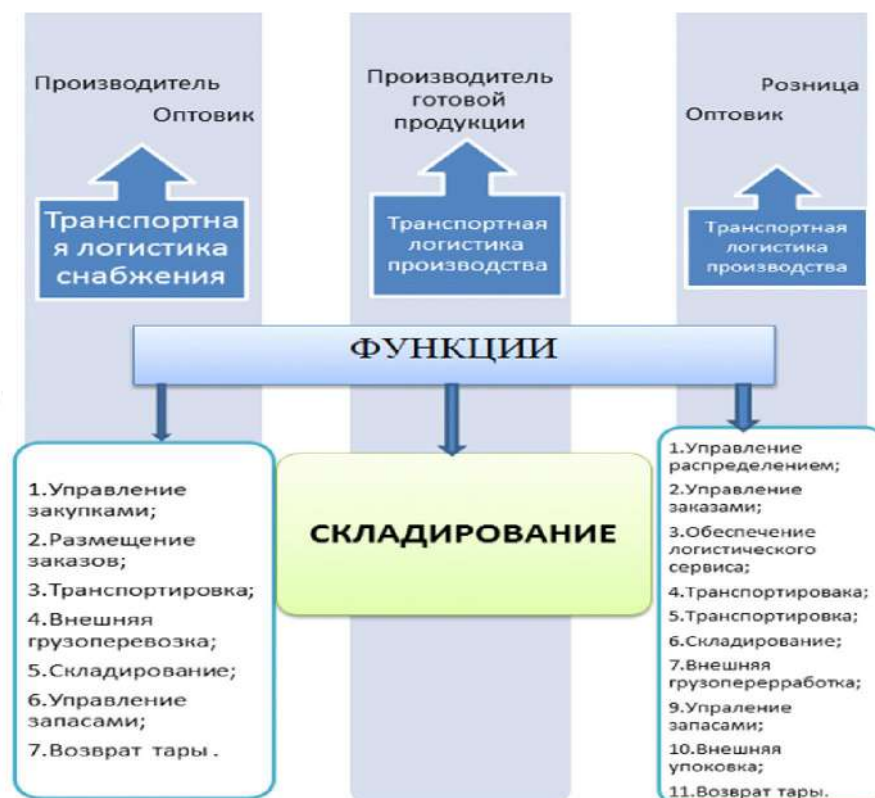 Производитель
Оптовик
Производитель
готовой
продукции
Розница
Оптовик
Транспортна
я логистика
снабжения
Транспортная
логистика
производства
Транспортная
логистика
производства
ФУНКЦИИ
1.Управление
закупками;
2.Размещение
заказов;
3.Транспортировка;
4.Внешняя
грузоперевозка;
5.Складирование;
6.Управление
запасами;
7.Возврат тары.
СКЛАДИРОВАНИЕ
1.Управление
распределением;
2.Управление
заказами;
3.Обеспечение
логистического
сервиса;
4.Транспортировака;
5.Транспортировка;
6.Складирование;
7.Внешняя
грузоперерработка;
9.Упраление
запасами;
10.Внешняя
упоковка;
11.Возврат тары.